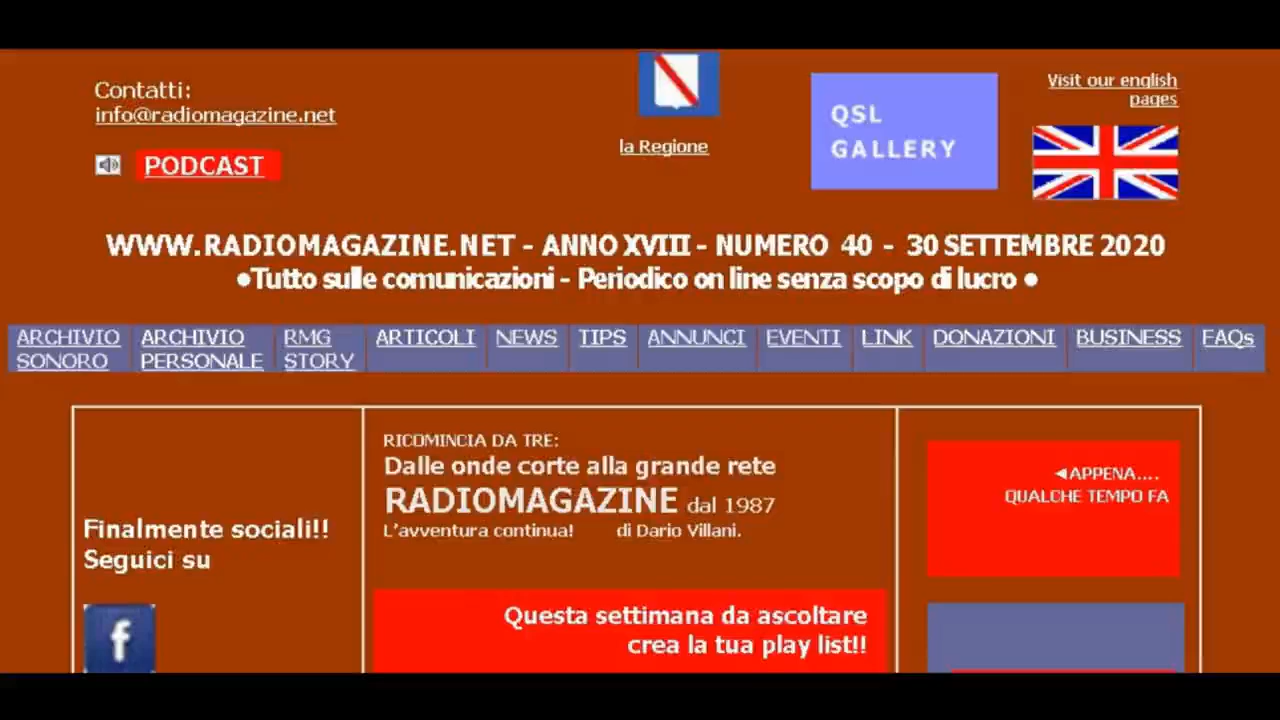 Contatti:
info@radiomagazine.net
PODCAST
la Regione
QSL
GALLERY
Visit our english
pages
WWW.RADIOMAGAZINE.NET - ANNO XVIII - NUMERO 40 - 30 SETTEMBRE 2020
●Tutto sulle comunicazioni - Periodico on line senza scopo di lucro ●
ARCHIVIO
SONORO
ARCHIVIO
PERSONALE
RMG
STORY
ARTICOLI
NEWS
TIPS
ANNUNCI
EVENTI
LINK
DONAZIONI
BUSINESS
FAQs
Finalmente sociali!!
Seguici su
f
RICOMINCIA DA TRE:
Dalle onde corte alla grande rete
RADIOMAGAZINE dal 1987
L'avventura continua! di Dario Villani.
Questa settimana da ascoltare
crea la tua play list!!
◄APPENA....
QUALCHE TEMPO FA